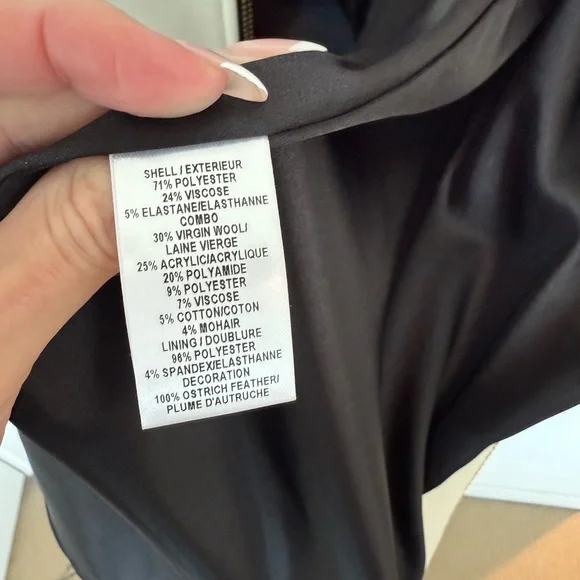 SHELL / EXTERIEUR
71% POLYESTER
24% VISCOSE
5% ELASTANE/ELASTHANNE
COMBO
30% VIRGIN WOOL/
LAINE VIERGE
25% ACRYLIC/ACRYLIQUE
20% POLYAMIDE
9% POLYESTER
7% VISCOSE
5% COTTON/COTON
4% MOHAIR
LINING / DOUBLURE
96% POLYESTER
4% SPANDEX/ELASTHANNE
DECORATION
100% OSTRICH FEATHER/
PLUME D'AUTRUCHE